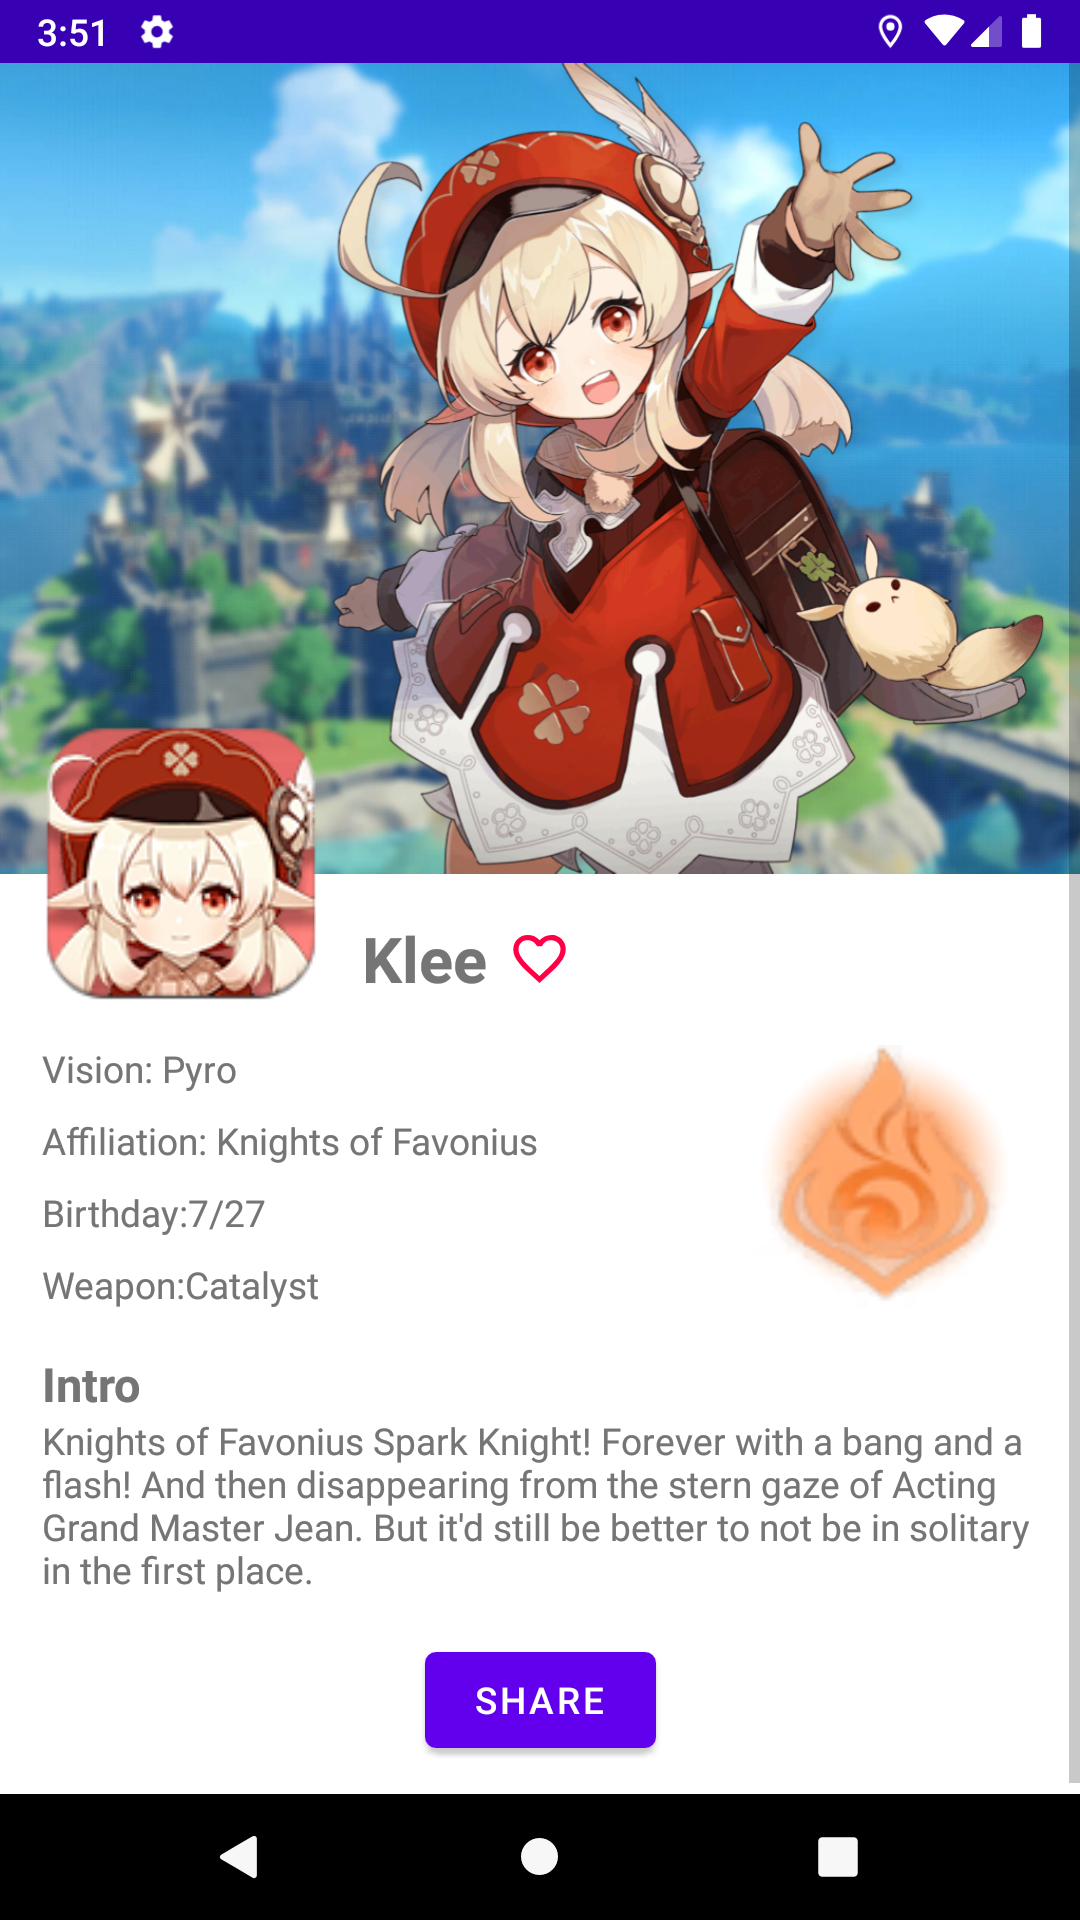 3:51
Klee
Vision: Pyro
Affiliation: Knights of Favonius
Birthday:7/27
Weapon:Catalyst
Intro
Knights of Favonius Spark Knight! Forever with a bang and a
flash! And then disappearing from the stern gaze of Acting
Grand Master Jean. But it'd still be better to not be in solitary
in the first place.
SHARE